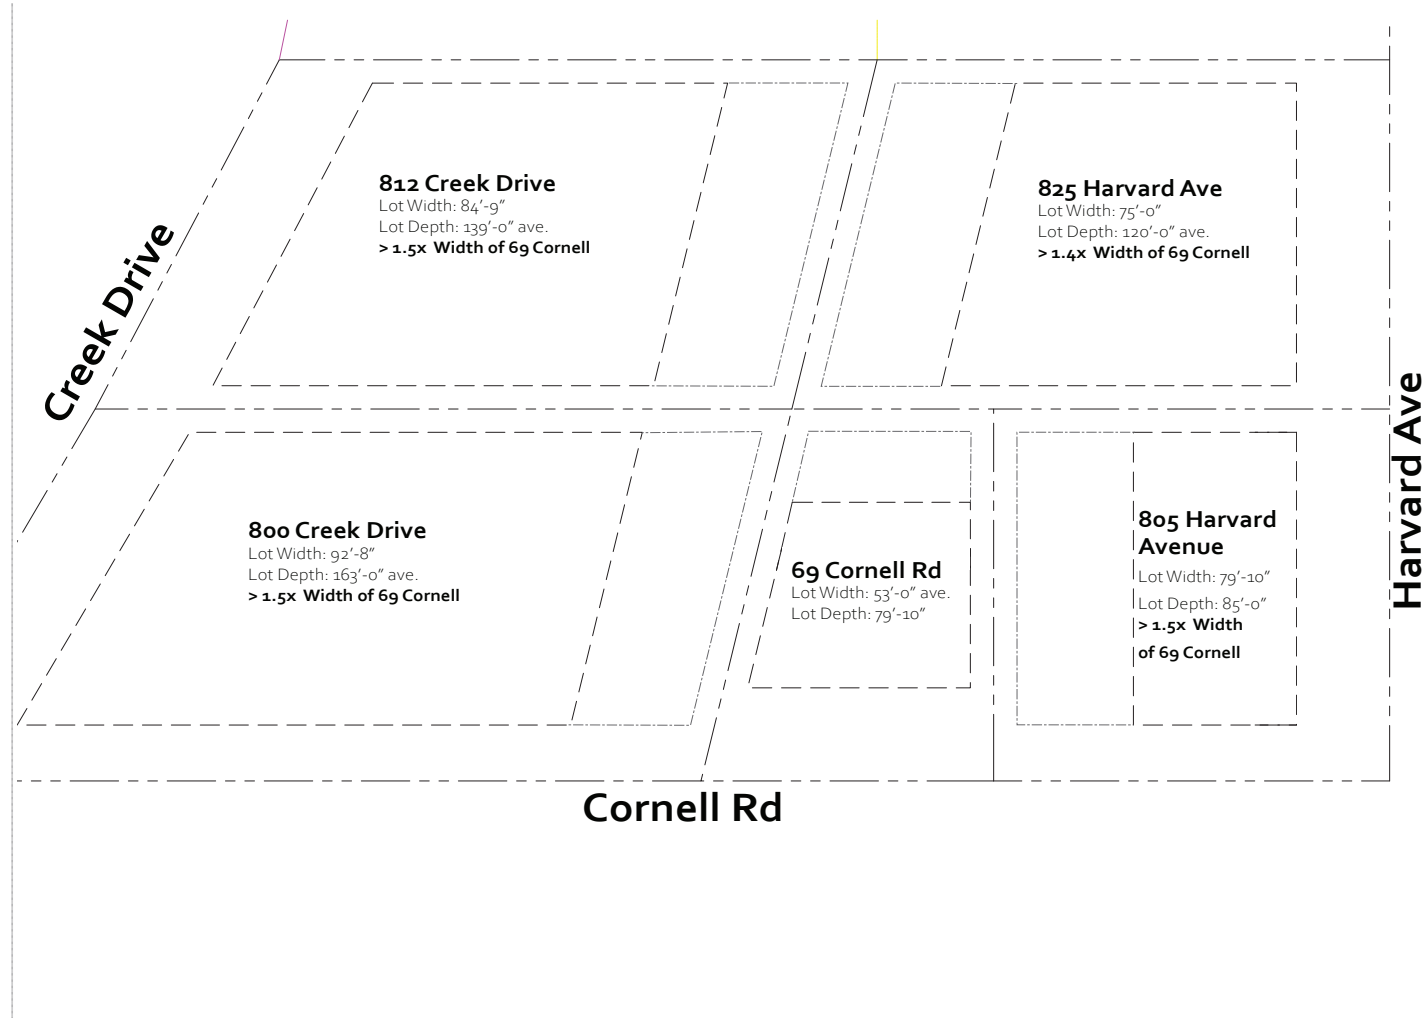 812 Creek Drive
Lot Width: 84'-9"
Lot Depth: 139'-0" ave.
> 1.5x Width of 69 Cornell
825 Harvard Ave
Lot Width: 75'-0"
Lot Depth: 120'-0" ave.
> 1.4x Width of 69 Cornell
Creek Drive
Harvard Ave
800 Creek Drive
Lot Width: 92'-8"
Lot Depth: 163'-0" ave.
> 1.5x Width of 69 Cornell
69 Cornell Rd
Lot Width: 53'-0" ave.
Lot Depth: 79'-10"
805 Harvard
Avenue
Lot Width: 79'-10"
Lot Depth: 85'-0"
> 1.5x Width
of 69 Cornell
Cornell Rd